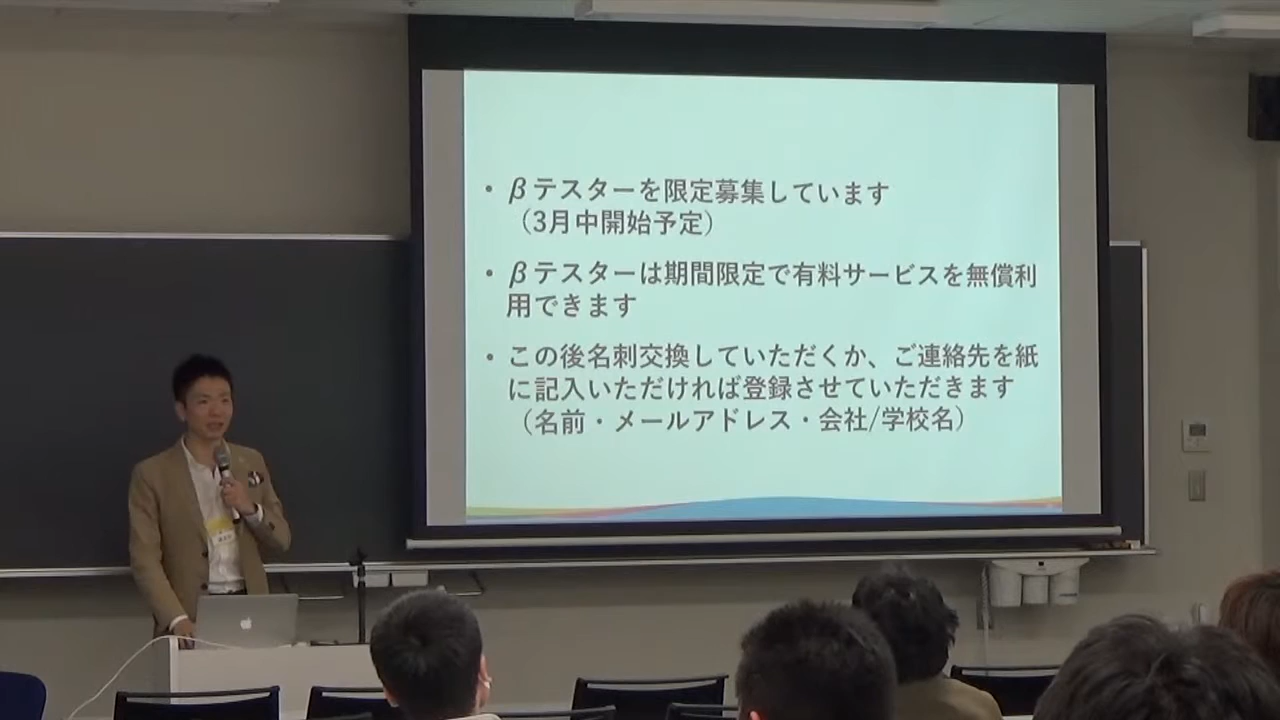 ・βテスターを限定募集しています
（3月中開始予定）
・βテスターは期間限定で有料サービスを無償利
用できます
・この後名刺交換していただくか、ご連絡先を紙
に記入いただければ登録させていただきます
（名前・メールアドレス・会社/学校名）